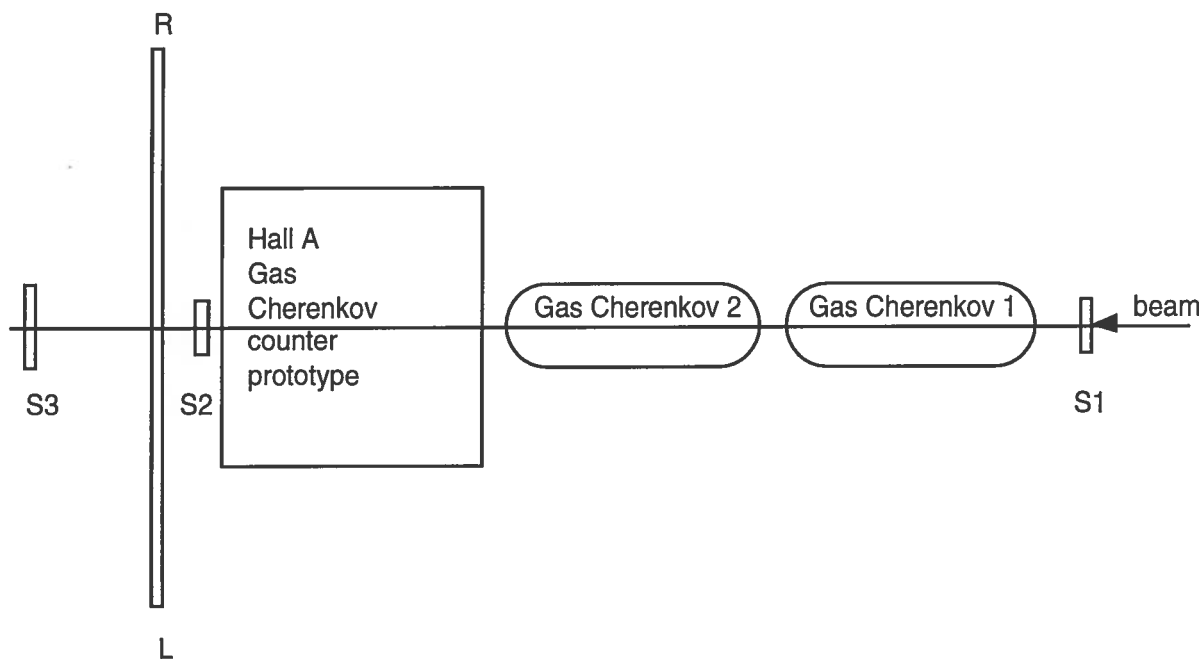 R
Hall A
Gas
Cherenkov
counter
prototype
Gas Cherenkov 2
Gas Cherenkov 1
beam
S3
S2
S1
L